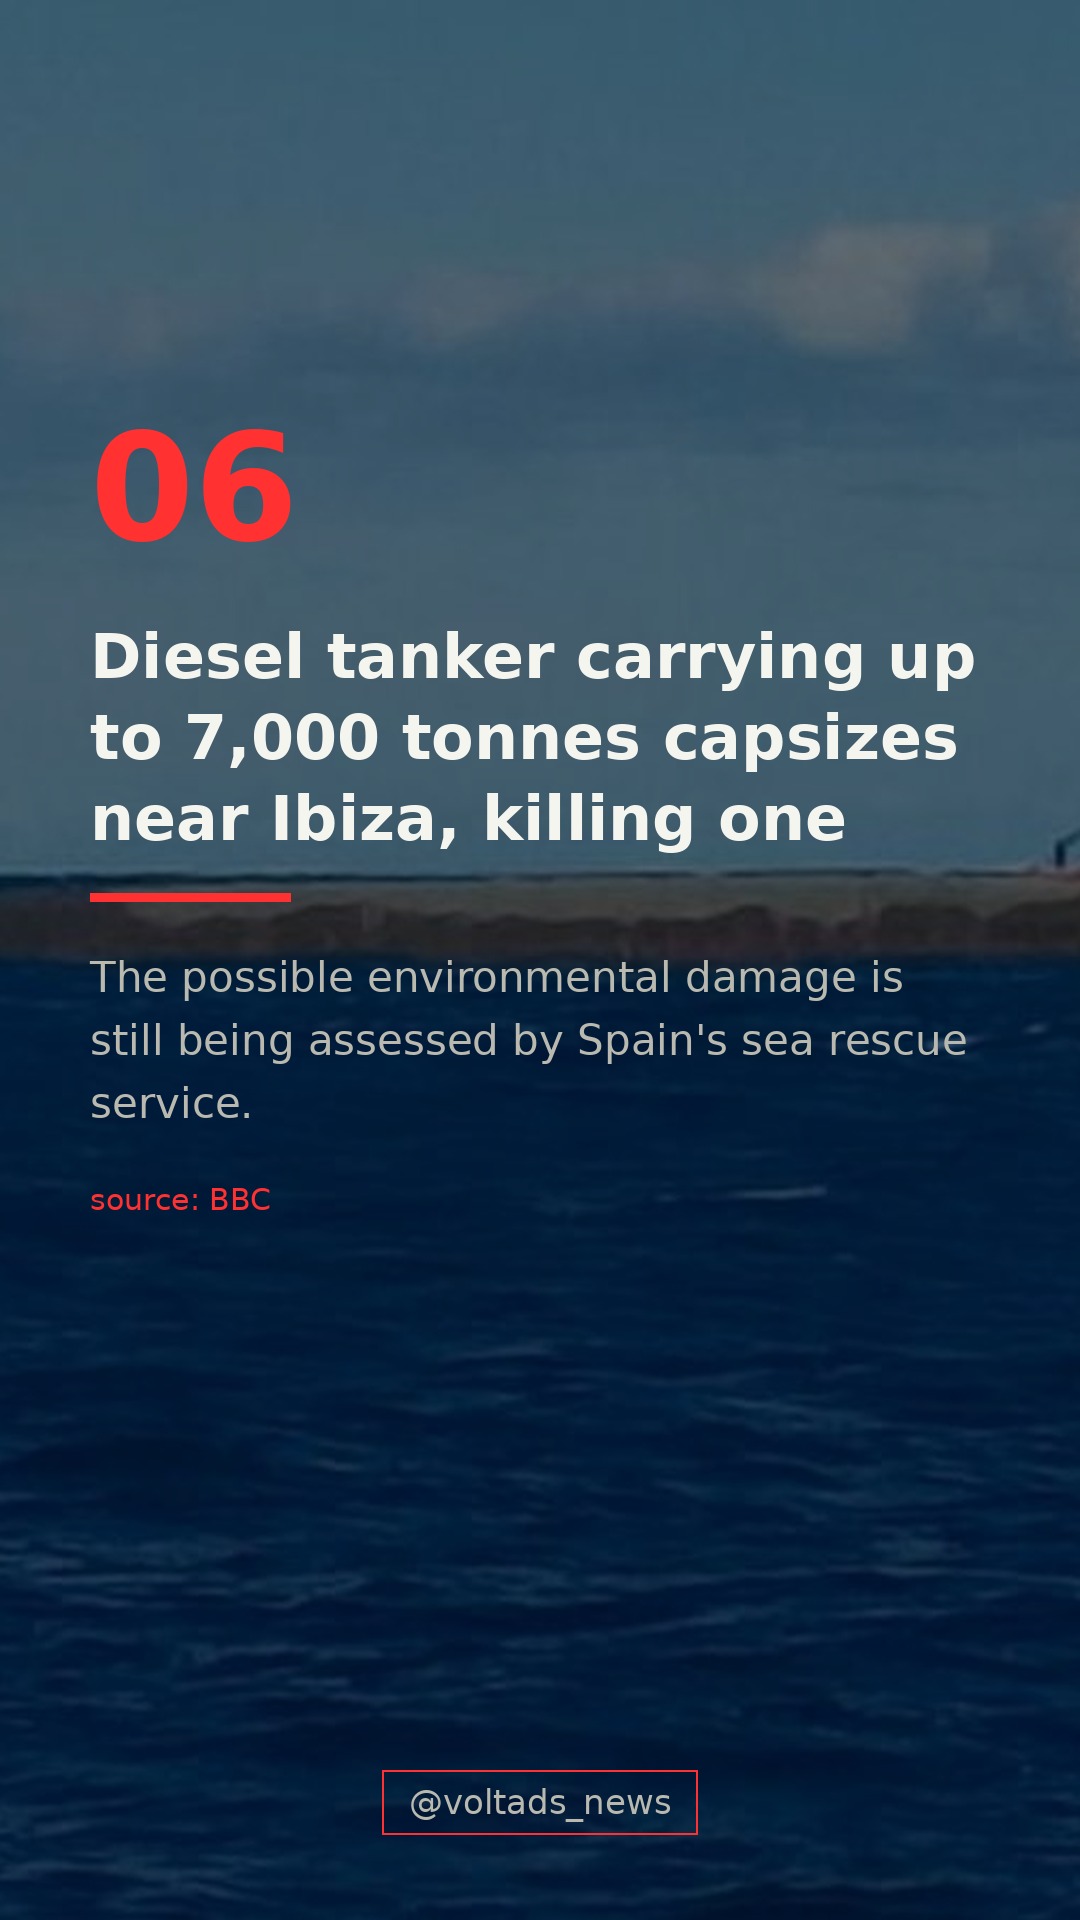 06
Diesel tanker carrying up
to 7,000 tonnes capsizes
near Ibiza, killing one
The possible environmental damage is
still being assessed by Spain's sea rescue
service.
source: BBC
@voltads_news